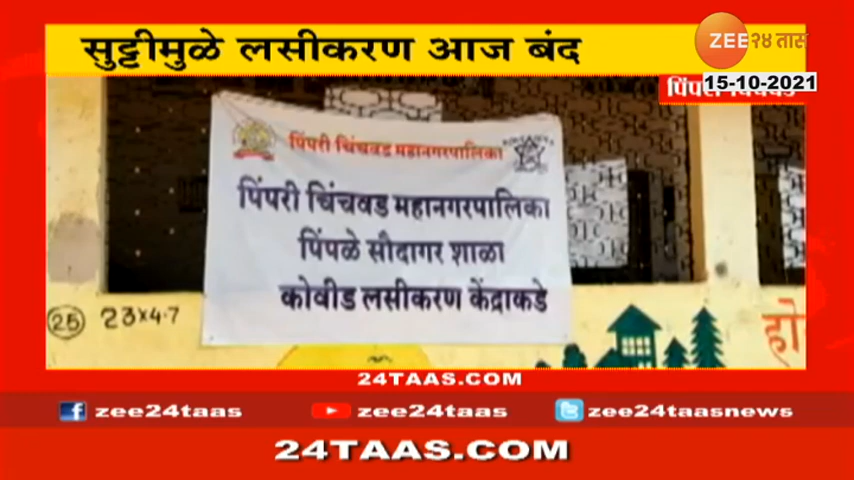 सुट्टीमुळे लसीकरण आज बंद
ZEE २४ तास
15-10-2021
पिंपरी चिंचवड महानगरपालिका
पिंपरी चिंचवड महानगरपालिका
पिंपळे सौदागर शाळा
कोवीड लसीकरण केंद्राकडे
25
23x4.7
हो
24TAAS.COM
zee24taas
zee24taas
zee24taasnews
24TAAS.COM